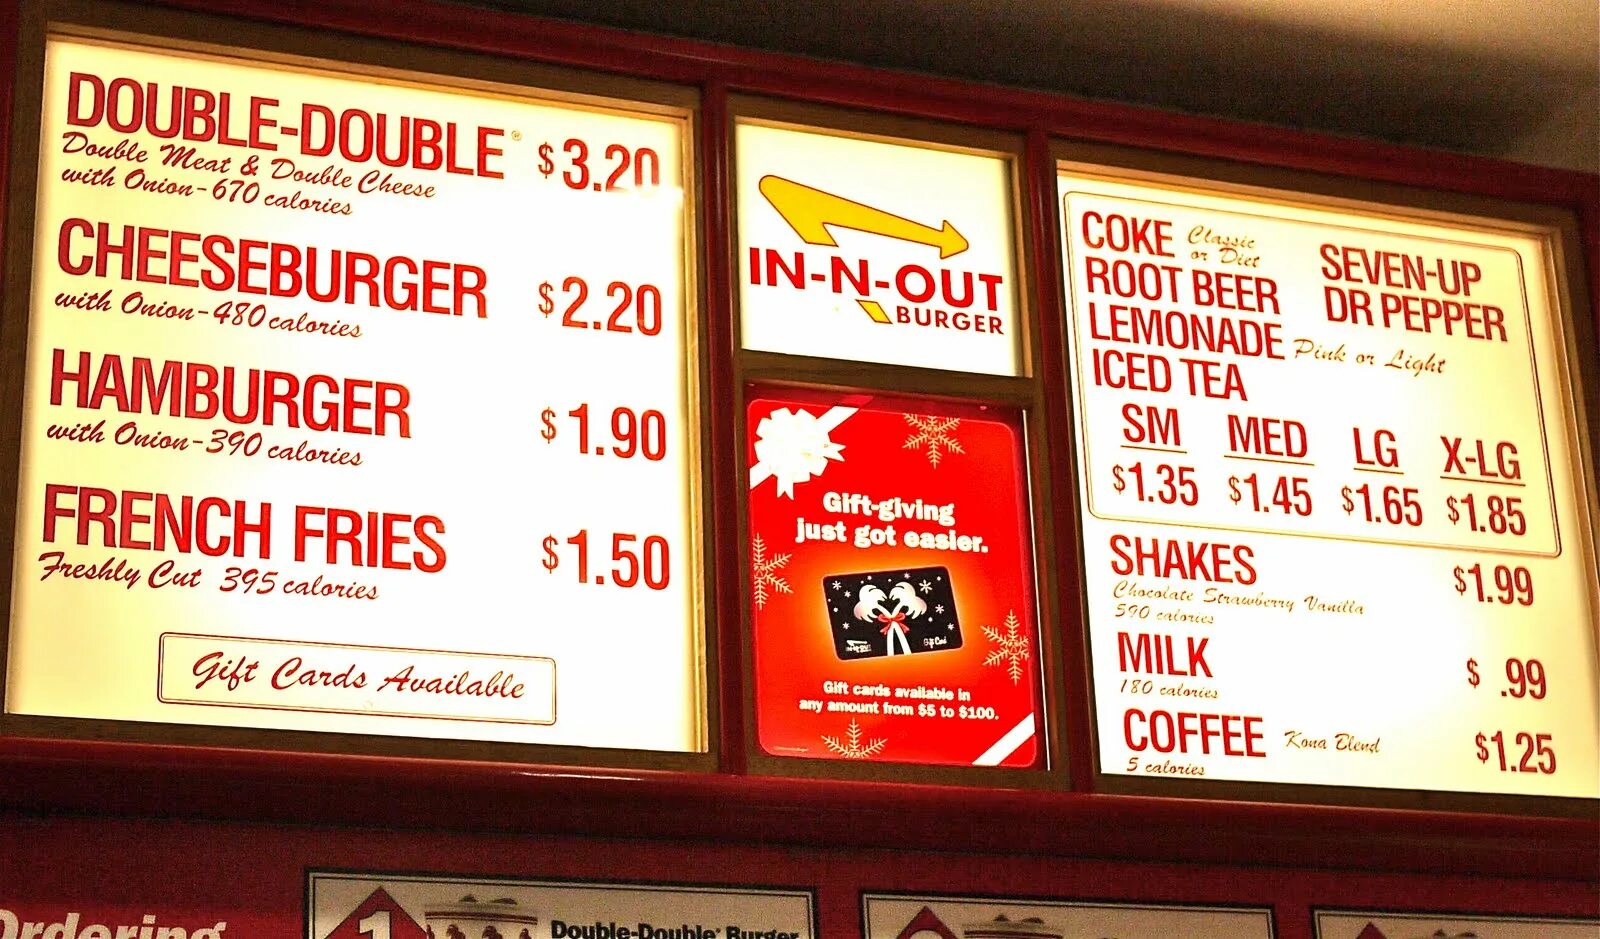 DOUBLE-DOUBLE® $3.20
Double Meat & Double Cheese
with Onion-670 calories
CHEESEBURGER $2.20
with Onion-480 calories
HAMBURGER $1.90
with Onion-390 calories
FRENCH FRIES $1.50
Freshly Cut 395 calories
Gift Cards Available
IN-N-OUT
BURGER
Gift-giving
just got easier.
Gift Card
Gift cards available in
any amount from $5 to $100.
COKE Classic or Diet SEVEN-UP
ROOT BEER DR PEPPER
LEMONADE Pink or Light
ICED TEA
SM MED LG X-LG
$1.35 $1.45 $1.65 $1.85
SHAKES $1.99
Chocolate Strawberry Vanilla
590 calories
MILK $ .99
180 calories
COFFEE Kona Blend $1.25
5 calories
Ordering
1 Double-Double® Burger